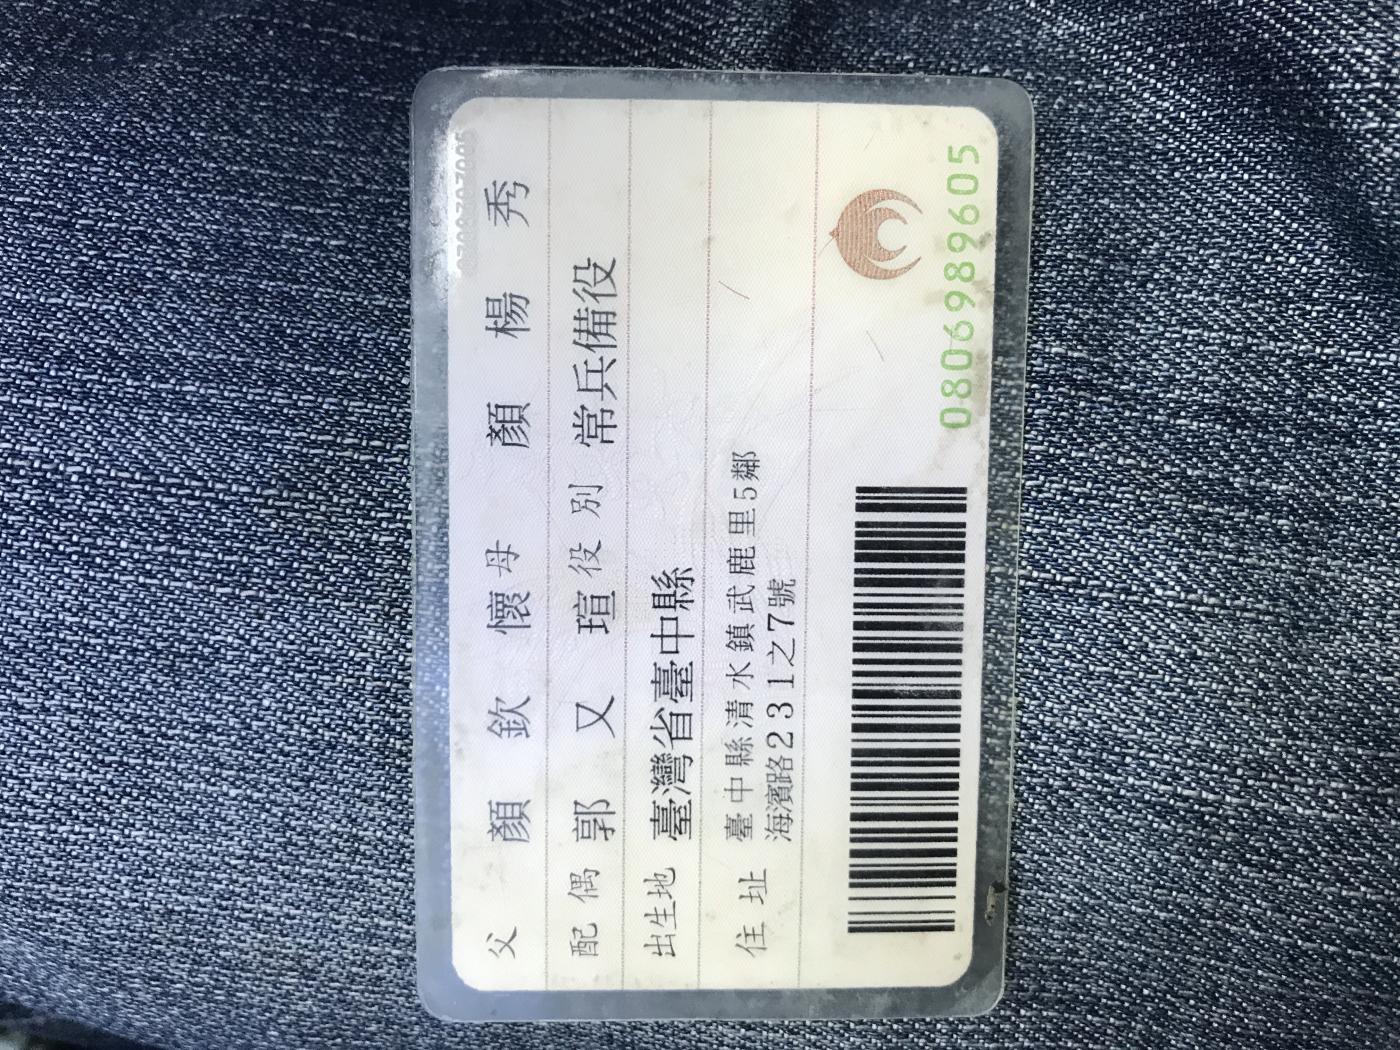 父 顏欽懷 母 顏楊秀
配偶 郭又瑄 役別 常兵備役
出生地 臺灣省臺中縣
住址 臺中縣清水鎮武鹿里5鄰
海濱路231之7號
0806989605